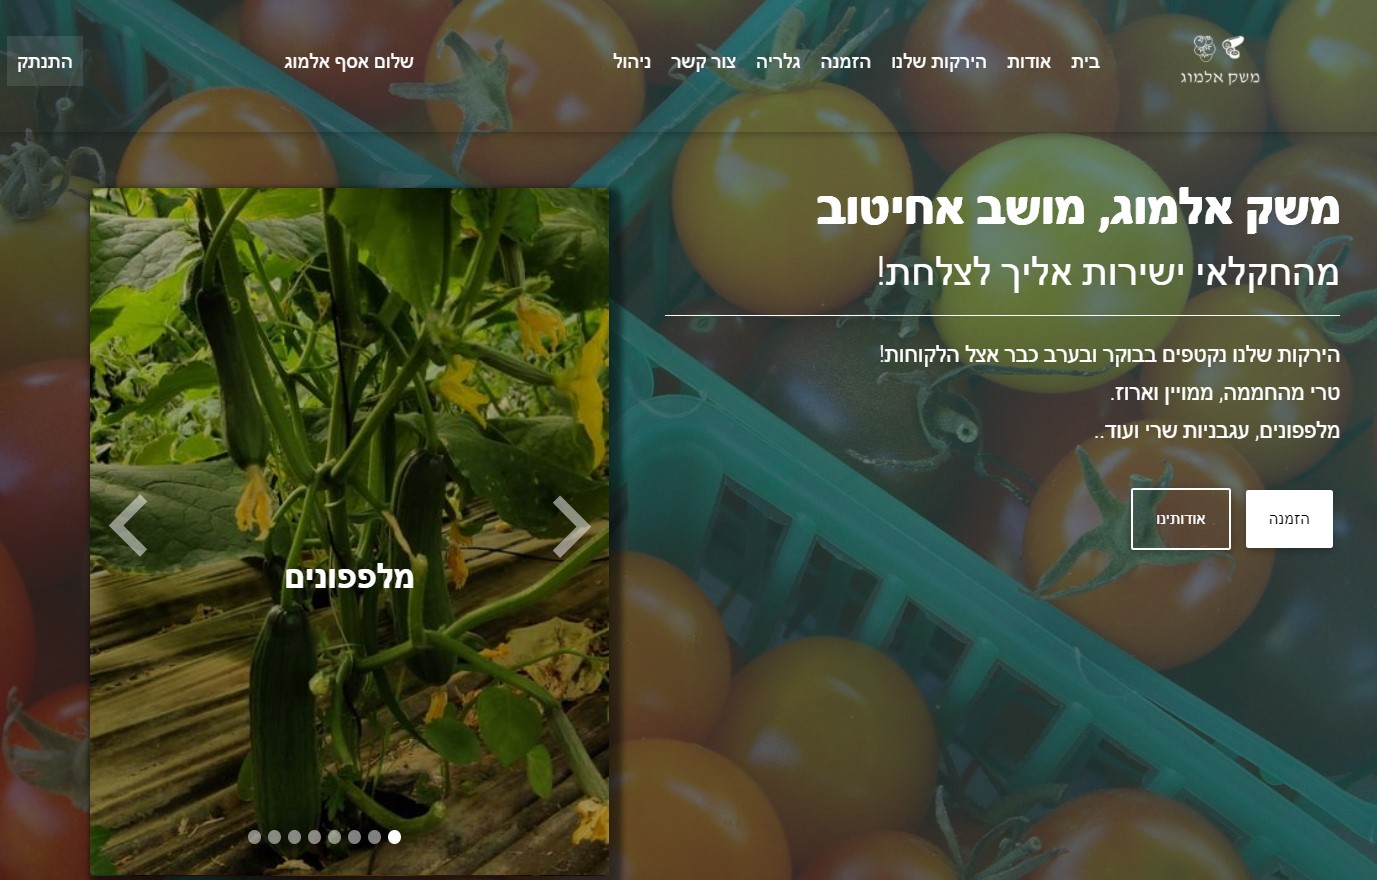 משק אלמוג
בית אודות הירקות שלנו הזמנה גלריה צור קשר ניהול
שלום אסף אלמוג
התנתק
משק אלמוג, מושב אחיטוב
מהחקלאי ישירות אליך לצלחת!
הירקות שלנו נקטפים בבוקר ובערב כבר אצל הלקוחות!
טרי מהחממה, ממויין וארוז.
מלפפונים, עגבניות שרי ועוד..
הזמנה
אודותינו
מלפפונים